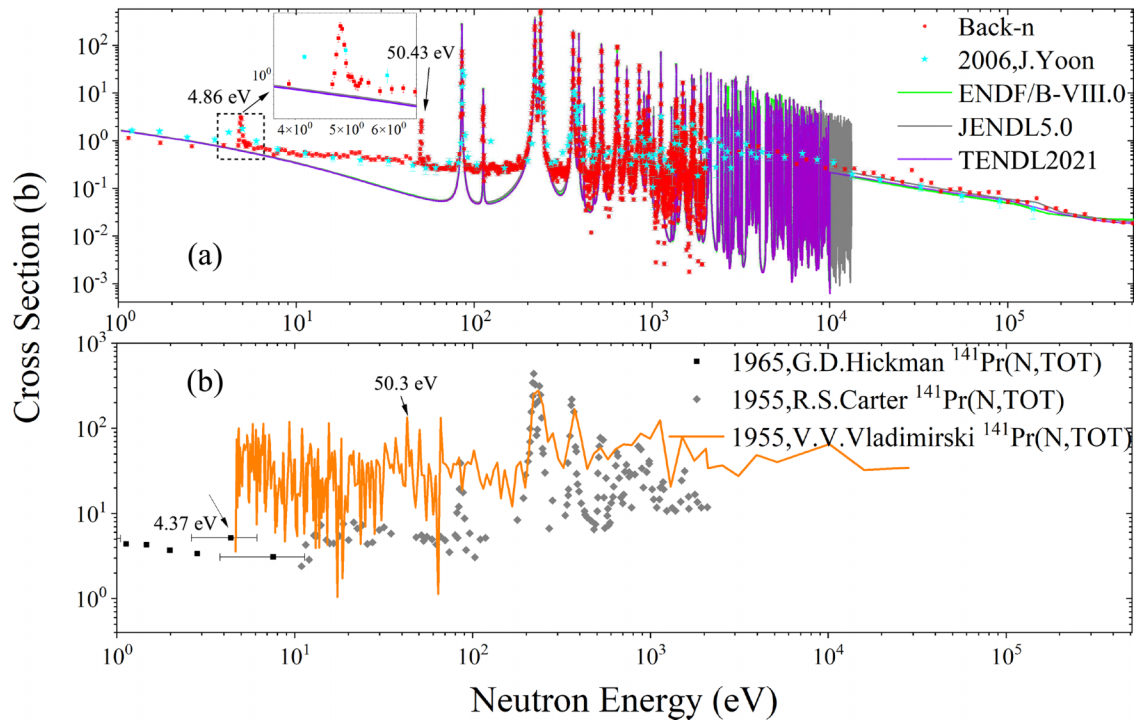 (a)
4.86 eV
50.43 eV
10⁰
4×10⁰ 5×10⁰ 6×10⁰
Back-n
2006,J.Yoon
ENDF/B-VIII.0
JENDL5.0
TENDL2021
10²
10¹
10⁰
10⁻¹
10⁻²
10⁻³
10⁰ 10¹ 10² 10³ 10⁴ 10⁵
Cross Section (b)
(b)
50.3 eV
4.37 eV
1965,G.D.Hickman ¹⁴¹Pr(N,TOT)
1955,R.S.Carter ¹⁴¹Pr(N,TOT)
1955,V.V.Vladimirski ¹⁴¹Pr(N,TOT)
10³
10²
10¹
10⁰
10⁰ 10¹ 10² 10³ 10⁴ 10⁵
Neutron Energy (eV)